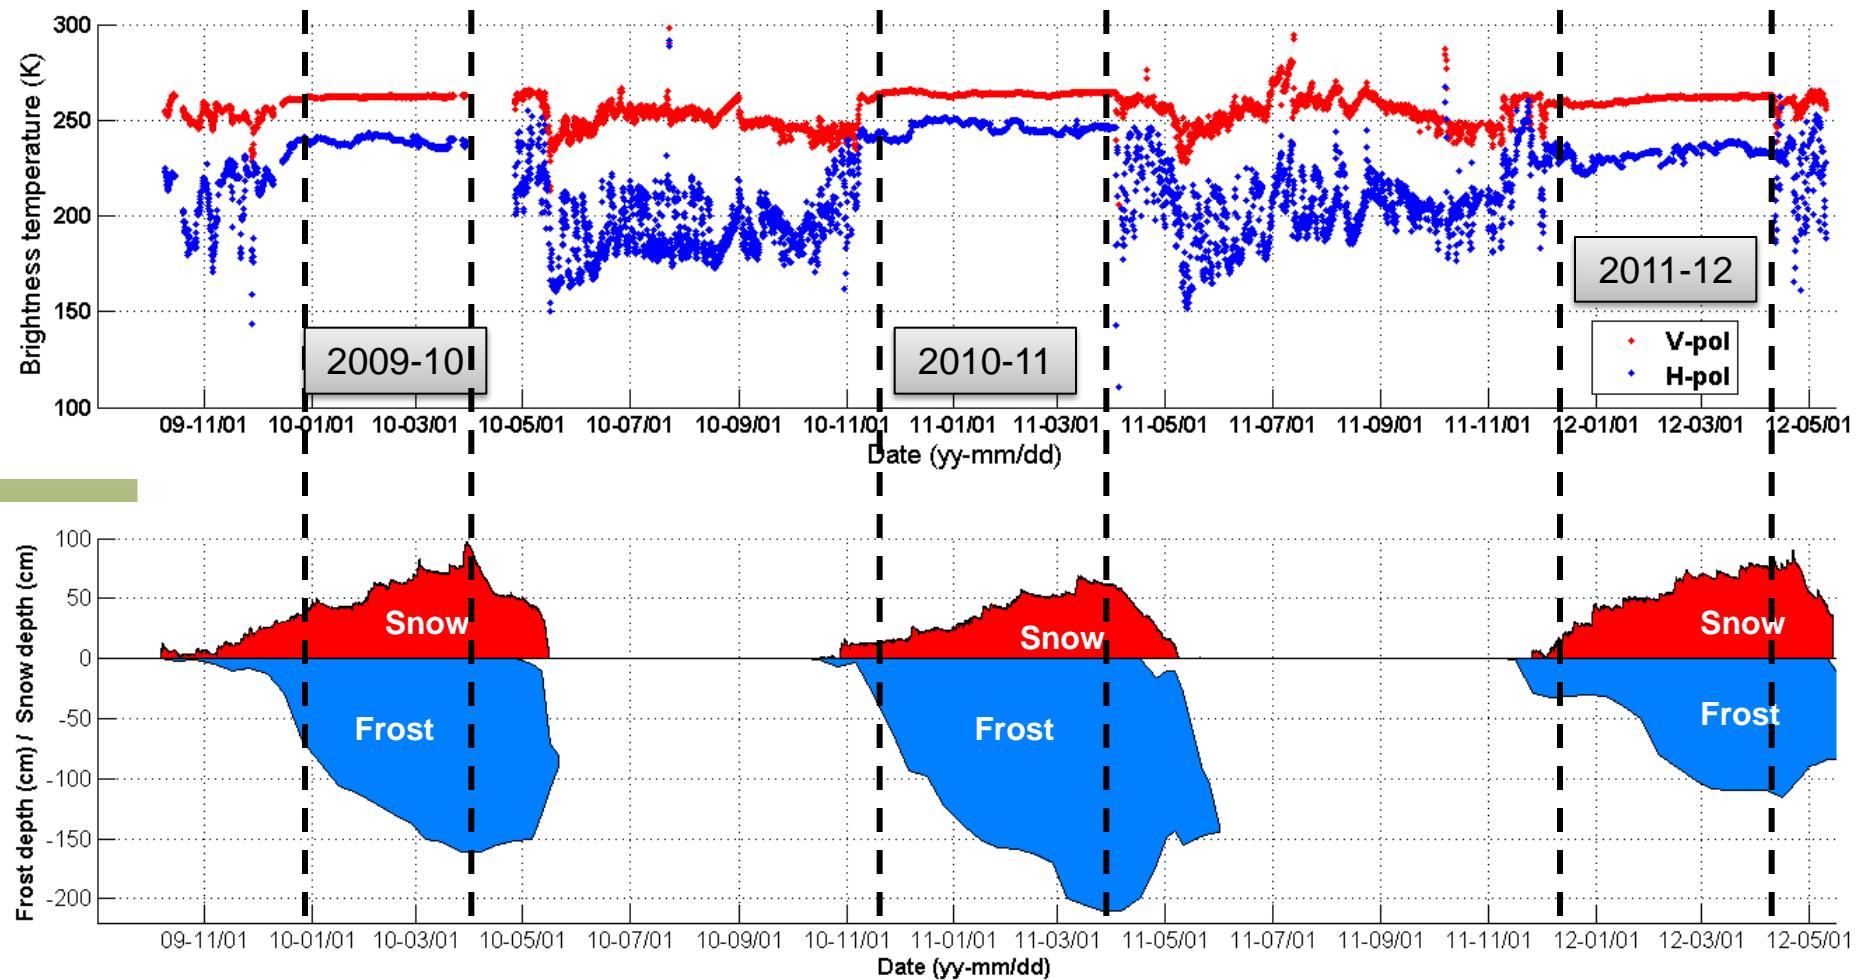 300
250
200
150
100
Brightness temperature (K)
2009-10
2010-11
2011-12
V-pol
H-pol
09-11/01 10-01/01 10-03/01 10-05/01 10-07/01 10-09/01 10-11/01 11-01/01 11-03/01 11-05/01 11-07/01 11-09/01 11-11/01 12-01/01 12-03/01 12-05/01
Date (yy-mm/dd)
100
50
0
-50
-100
-150
-200
Frost depth (cm) / Snow depth (cm)
Snow
Snow
Snow
Frost
Frost
Frost
09-11/01 10-01/01 10-03/01 10-05/01 10-07/01 10-09/01 10-11/01 11-01/01 11-03/01 11-05/01 11-07/01 11-09/01 11-11/01 12-01/01 12-03/01 12-05/01
Date (yy-mm/dd)